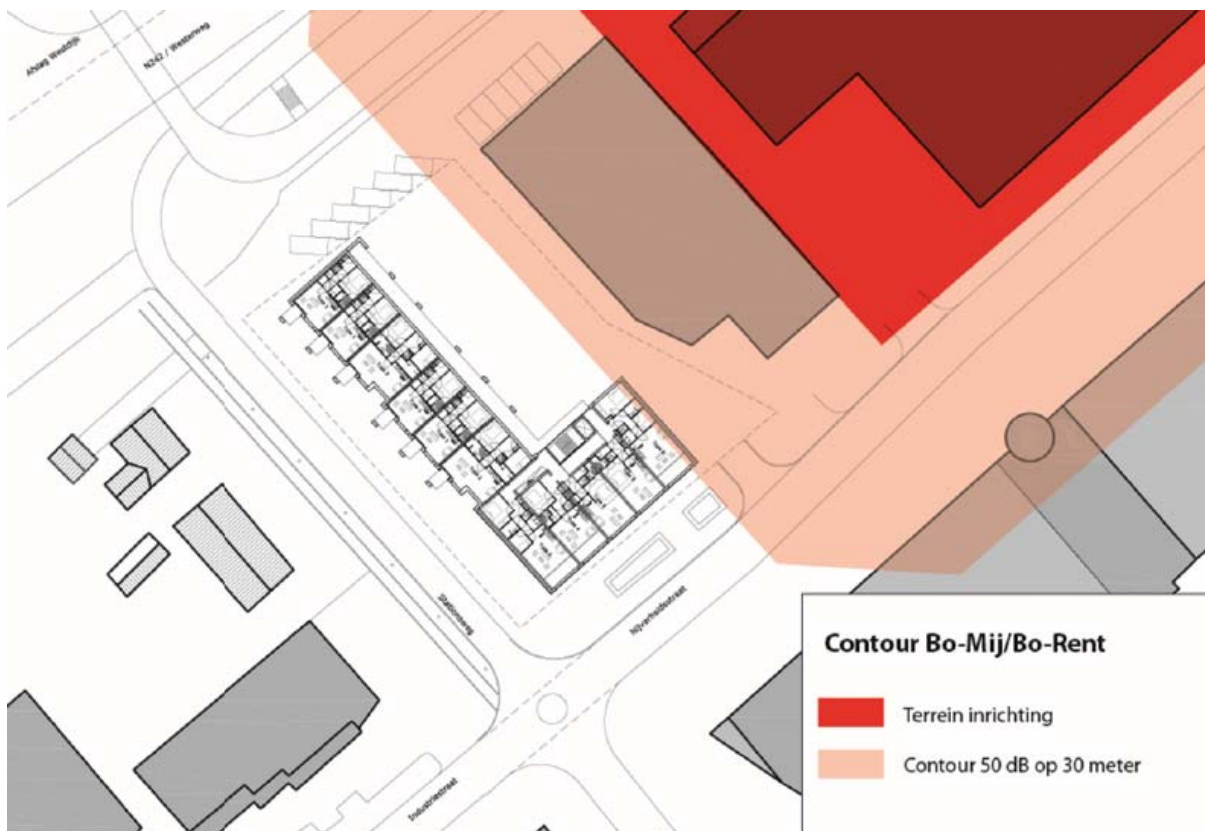 Afslag Westdijk
N242 / Westerweg
Stationsweg
Nijverheidstraat
Industriestraat
Contour Bo-Mij/Bo-Rent
Terrein inrichting
Contour 50 dB op 30 meter